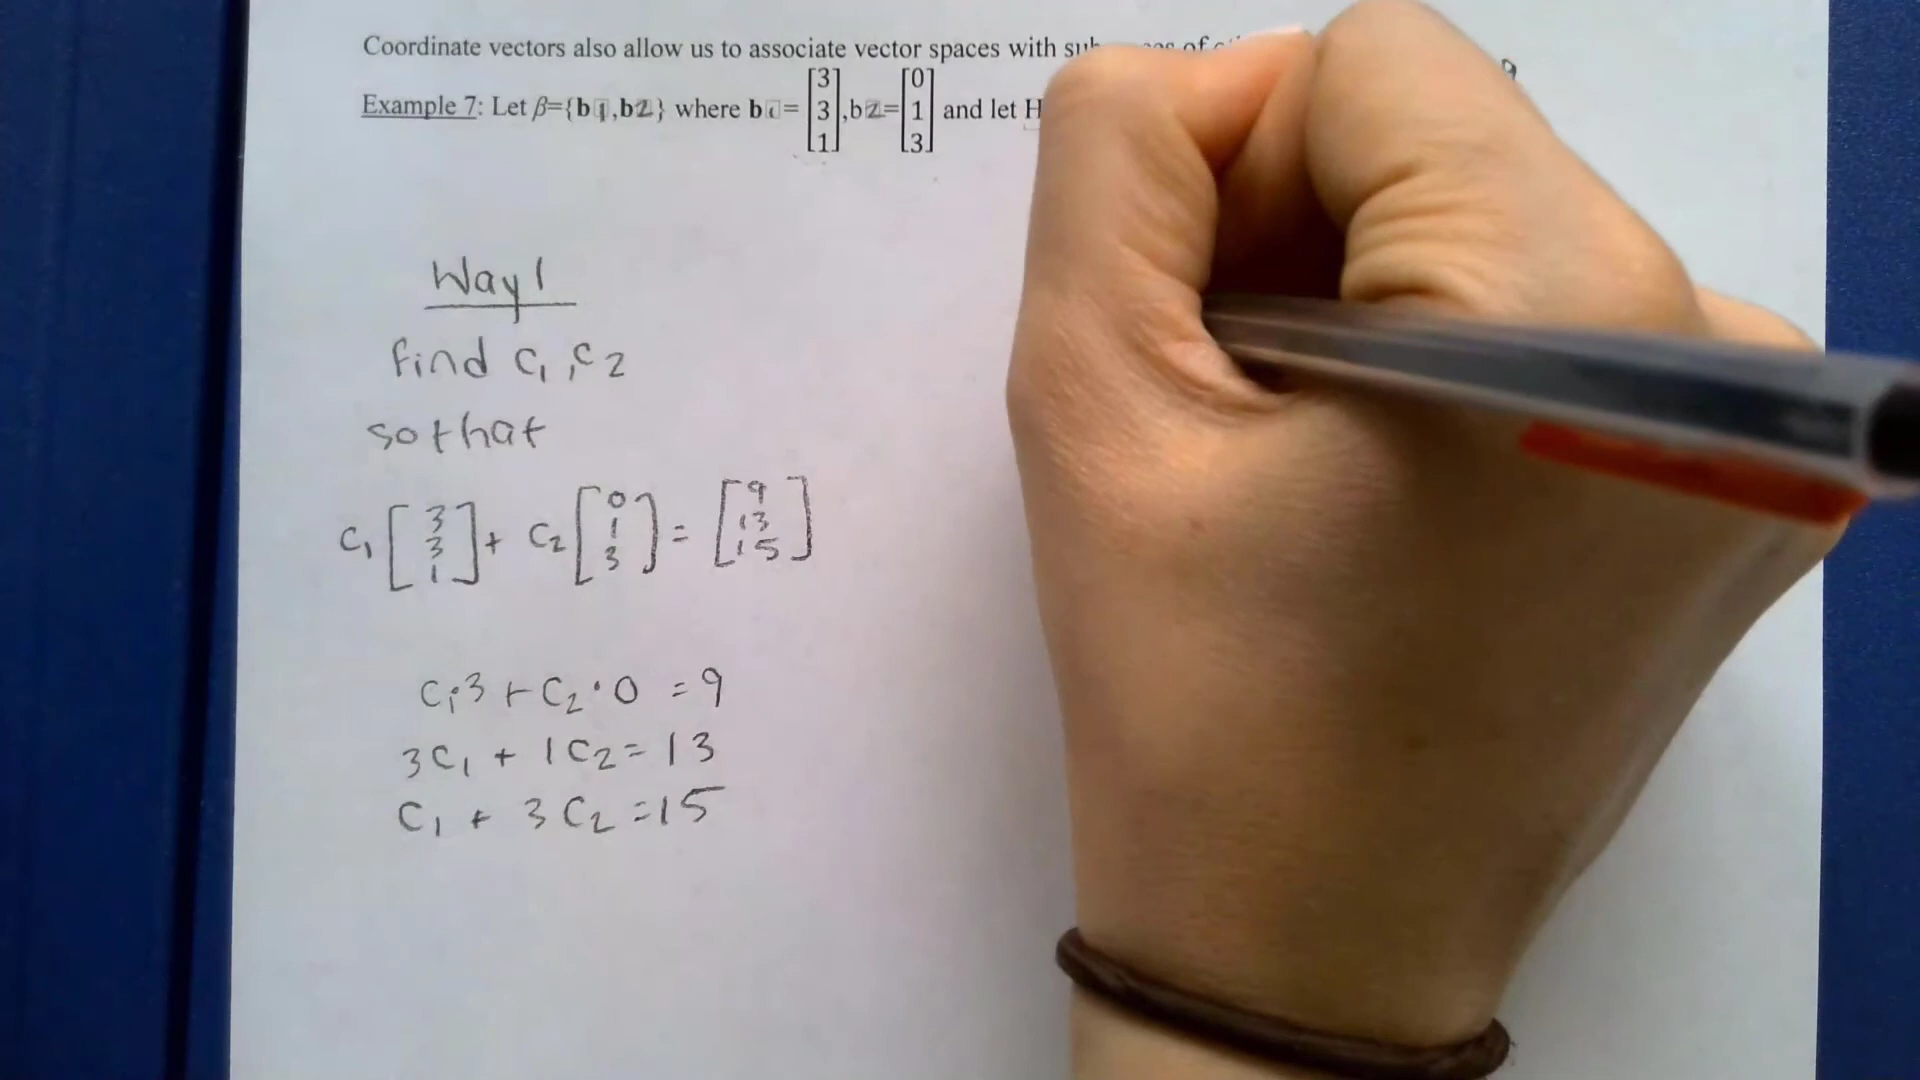 Coordinate vectors also allow us to associate vector spaces with of
Example 7: Let β={b1,b2} where b1=[3 3 1],b2=[0 1 3] and let H
Way 1
find c₁,c₂
so that
c₁[3 3 1]+ c₂[0 1 3]=[9 13 15]
c₁·3+c₂·0 =9
3c₁ + 1c₂=13
c₁ + 3c₂=15